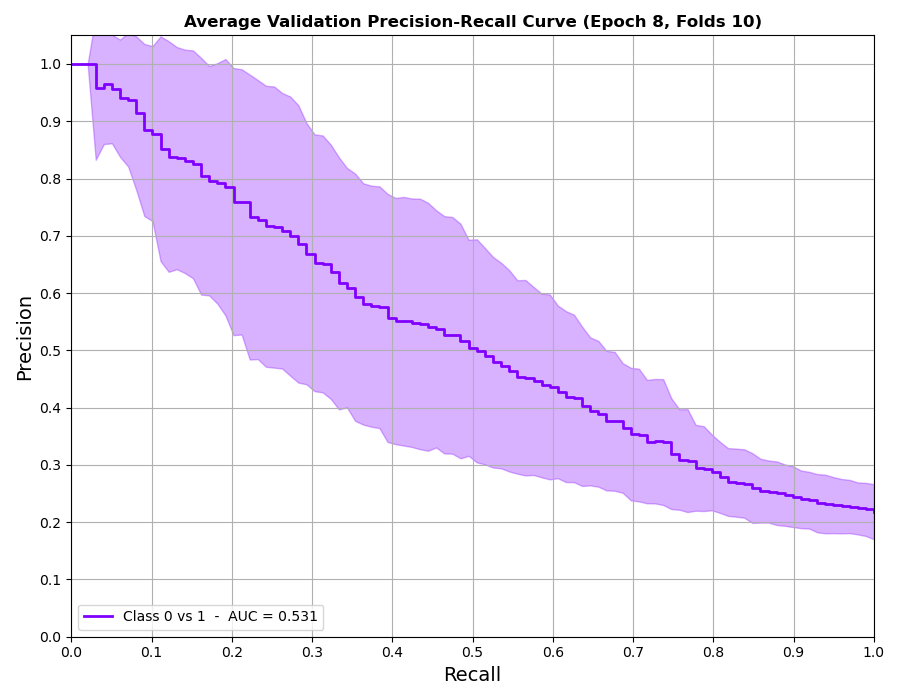 Average Validation Precision-Recall Curve (Epoch 8, Folds 10)
1.0
0.9
0.8
0.7
0.6
0.5
0.4
0.3
0.2
0.1
0.0
Precision
Class 0 vs 1 - AUC = 0.531
0.0 0.1 0.2 0.3 0.4 0.5 0.6 0.7 0.8 0.9 1.0
Recall